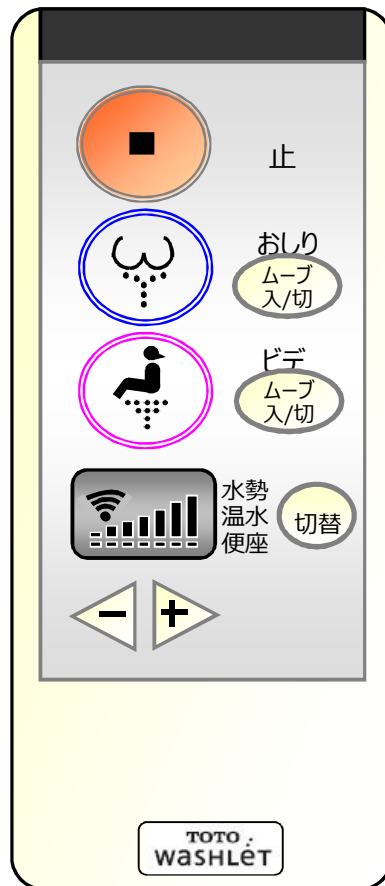 止
おしり
ムーブ
入/切
ビデ
ムーブ
入/切
水勢
温水
便座
切替
− +
TOTO
WASHLET